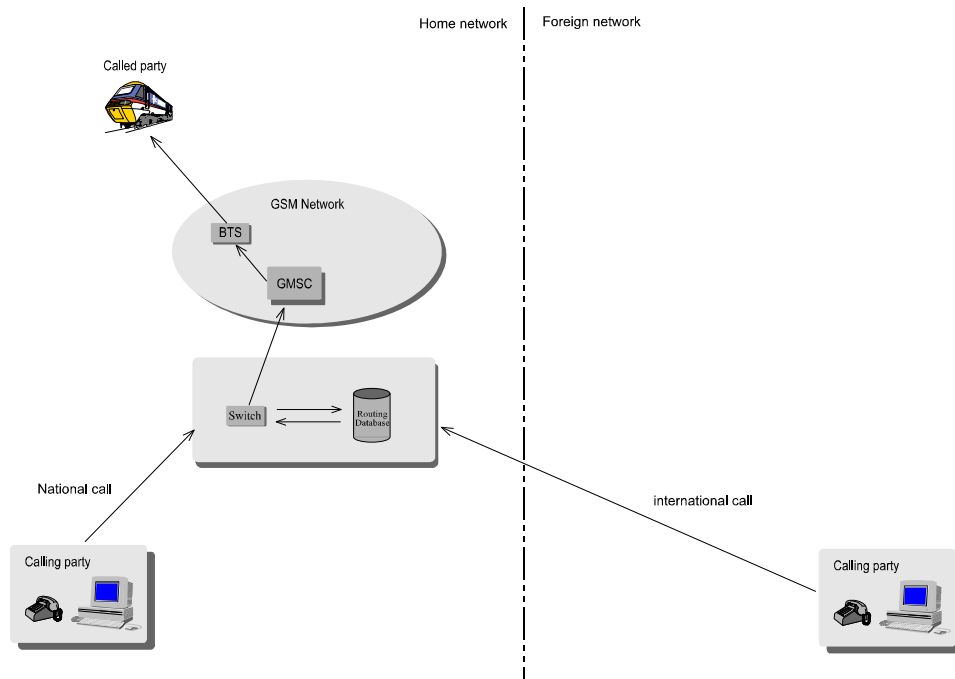 Home network
Foreign network
Called party
GSM Network
BTS
GMSC
Switch
Routing
Database
National call
international call
Calling party
Calling party